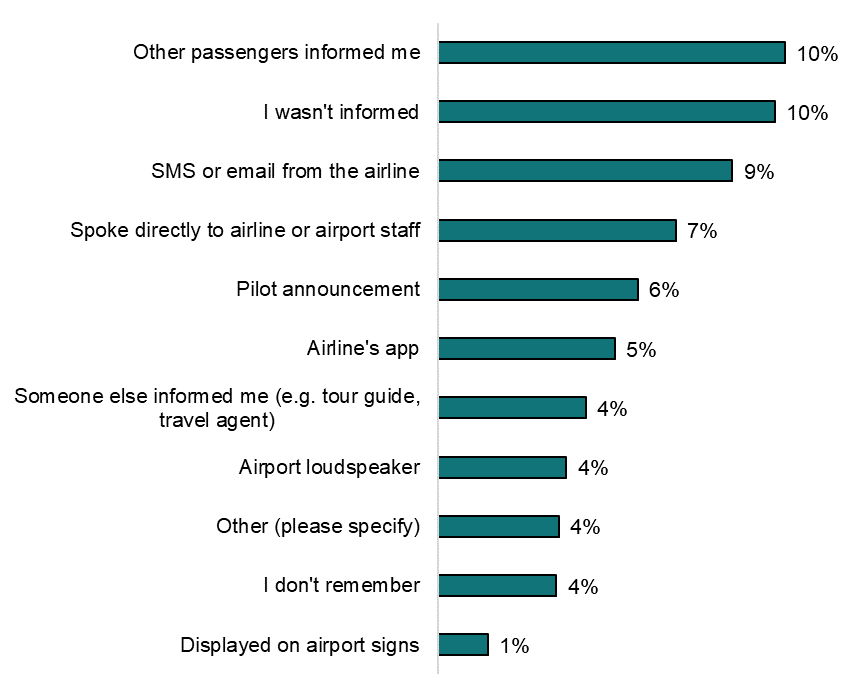 Other passengers informed me 10%
I wasn't informed 10%
SMS or email from the airline 9%
Spoke directly to airline or airport staff 7%
Pilot announcement 6%
Airline's app 5%
Someone else informed me (e.g. tour guide,
travel agent) 4%
Airport loudspeaker 4%
Other (please specify) 4%
I don't remember 4%
Displayed on airport signs 1%